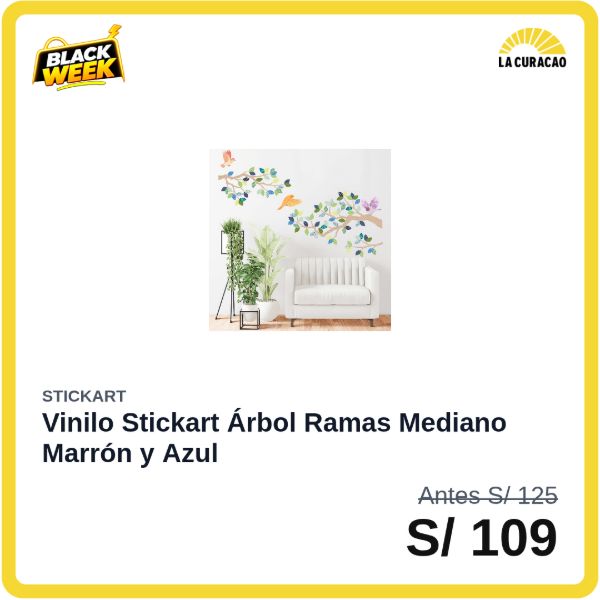 BLACK
WEEK
LA CURACAO
STICKART
Vinilo Stickart Árbol Ramas Mediano
Marrón y Azul
Antes S/ 125
S/ 109